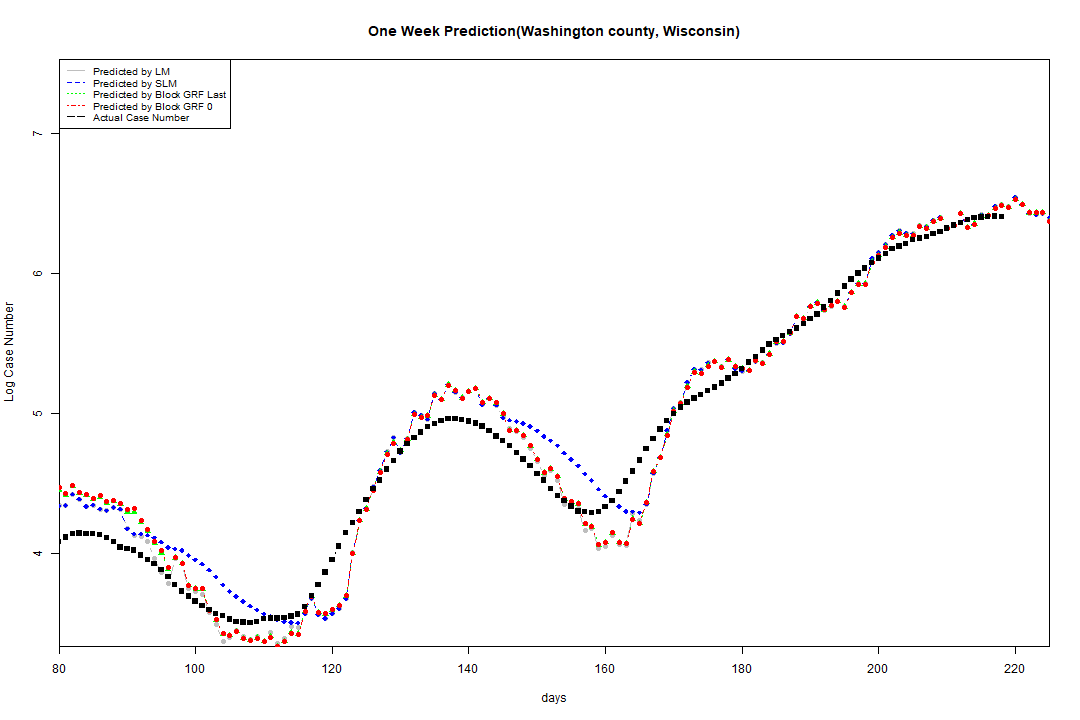 One Week Prediction(Washington county, Wisconsin)
Predicted by LM
Predicted by SLM
Predicted by Block GRF Last
Predicted by Block GRF 0
Actual Case Number
7
6
5
4
Log Case Number
80 100 120 140 160 180 200 220
days